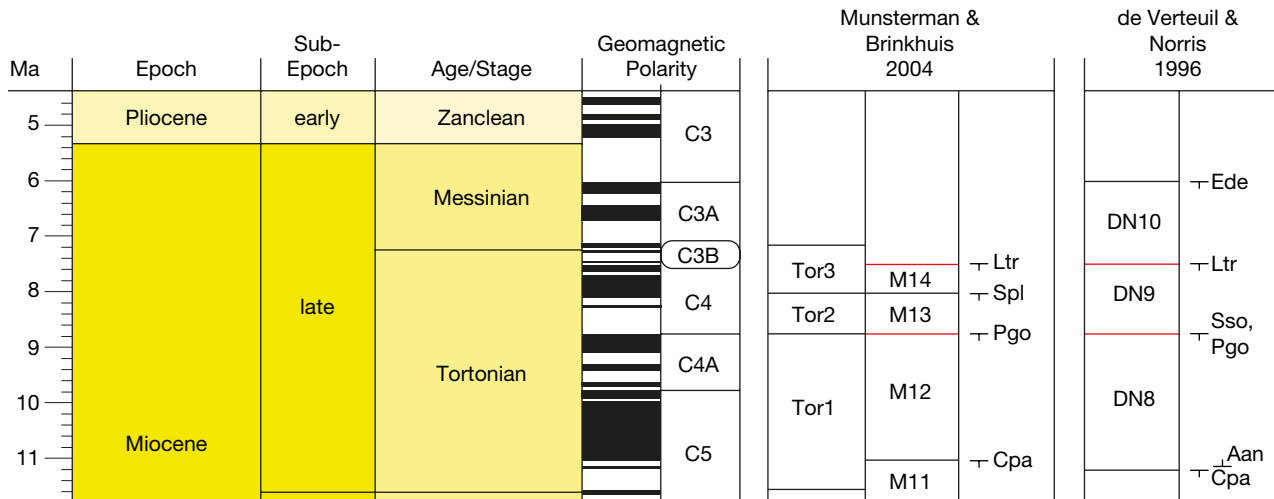 Munsterman &
Brinkhuis
2004
de Verteuil &
Norris
1996
Sub-
Epoch
Geomagnetic
Polarity
Ma
Epoch
Age/Stage
5
6
7
8
9
10
11
Pliocene
early
Zanclean
Miocene
late
Messinian
Tortonian
C3
C3A
C3B
C4
C4A
C5
Tor3
Tor2
Tor1
M14
M13
M12
M11
Ltr
Spl
Pgo
Cpa
DN10
DN9
DN8
Ede
Ltr
Sso,
Pgo
Aan
Cpa